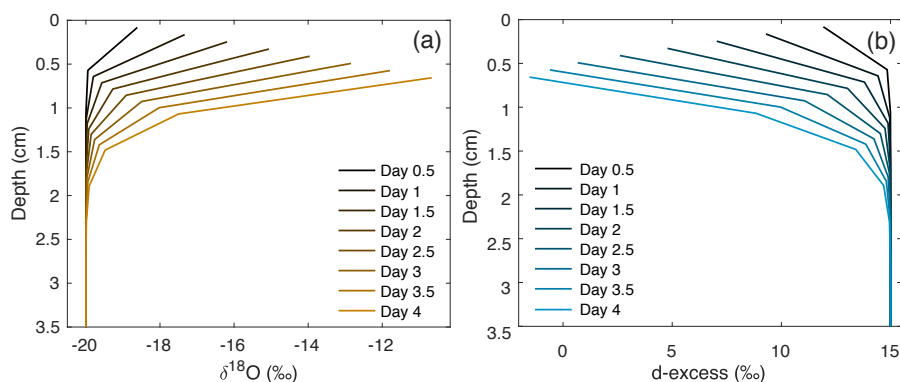 (a)
0
0.5
1
1.5
2
2.5
3
3.5
Depth (cm)
Day 0.5
Day 1
Day 1.5
Day 2
Day 2.5
Day 3
Day 3.5
Day 4
-20 -18 -16 -14 -12
δ18O (‰)
(b)
0
0.5
1
1.5
2
2.5
3
3.5
Depth (cm)
Day 0.5
Day 1
Day 1.5
Day 2
Day 2.5
Day 3
Day 3.5
Day 4
0 5 10 15
d-excess (‰)